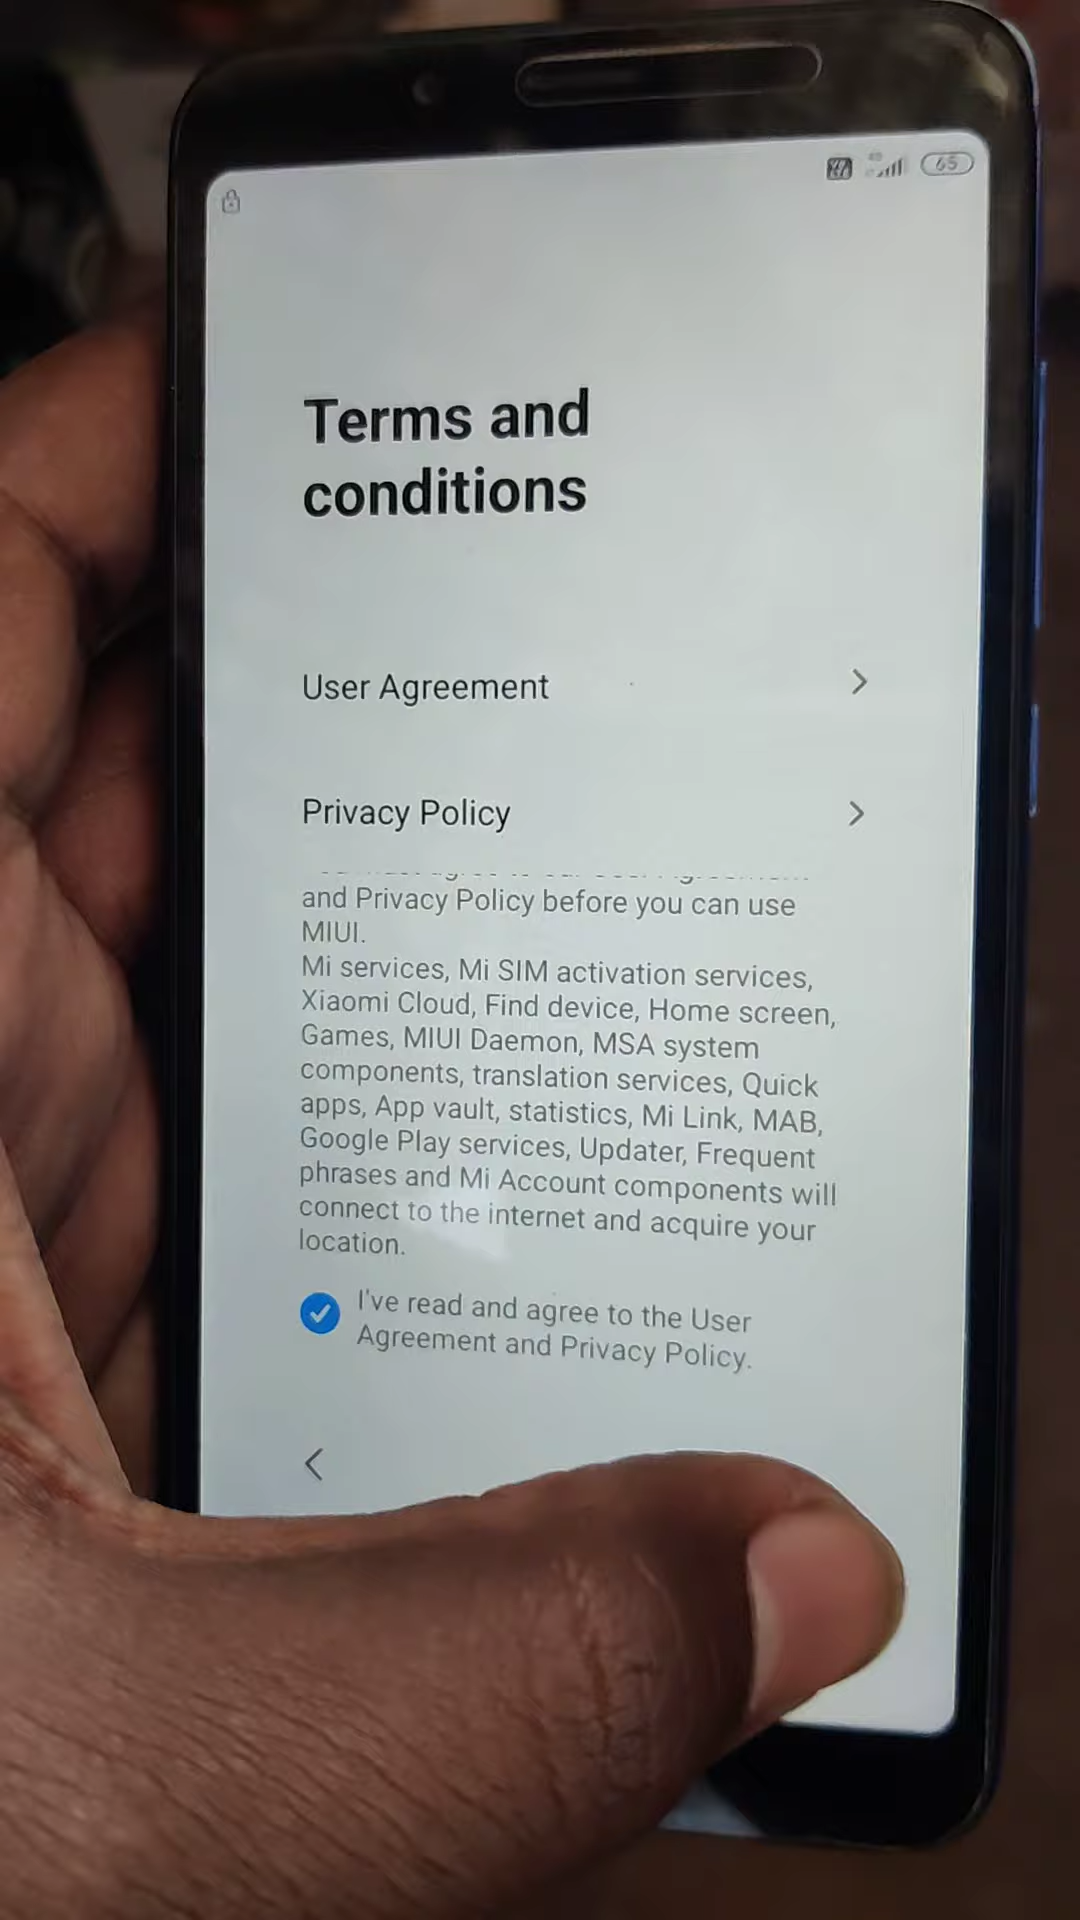 65
Terms and
conditions
User Agreement
Privacy Policy
and Privacy Policy before you can use
MIUI.
Mi services, Mi SIM activation services,
Xiaomi Cloud, Find device, Home screen,
Games, MIUI Daemon, MSA system
components, translation services, Quick
apps, App vault, statistics, Mi Link, MAB,
Google Play services, Updater, Frequent
phrases and Mi Account components will
connect to the internet and acquire your
location.
I've read and agree to the User
Agreement and Privacy Policy.